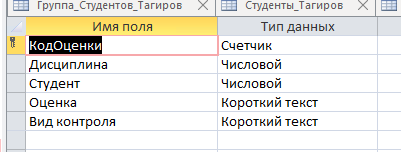 Группа_Студентов_Тагиров Студенты_Тагиров
Имя поля Тип данных
КодОценки Счетчик
Дисциплина Числовой
Студент Числовой
Оценка Короткий текст
Вид контроля Короткий текст